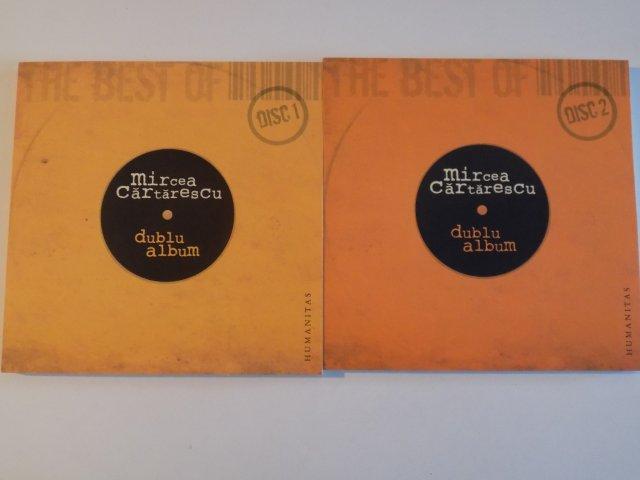 THE BEST OF
DISC 1
mircea
cărtărescu
dublu
album
HUMANITAS
THE BEST OF
DISC 2
mircea
cărtărescu
dublu
album
HUMANITAS